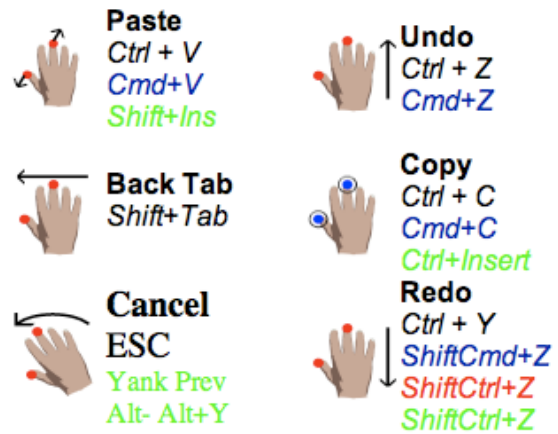 Paste
Ctrl + V
Cmd+V
Shift+Ins
Undo
Ctrl + Z
Cmd+Z
Back Tab
Shift+Tab
Copy
Ctrl + C
Cmd+C
Ctrl+Insert
Cancel
ESC
Yank Prev
Alt- Alt+Y
Redo
Ctrl + Y
ShiftCmd+Z
ShiftCtrl+Z
ShiftCtrl+Z